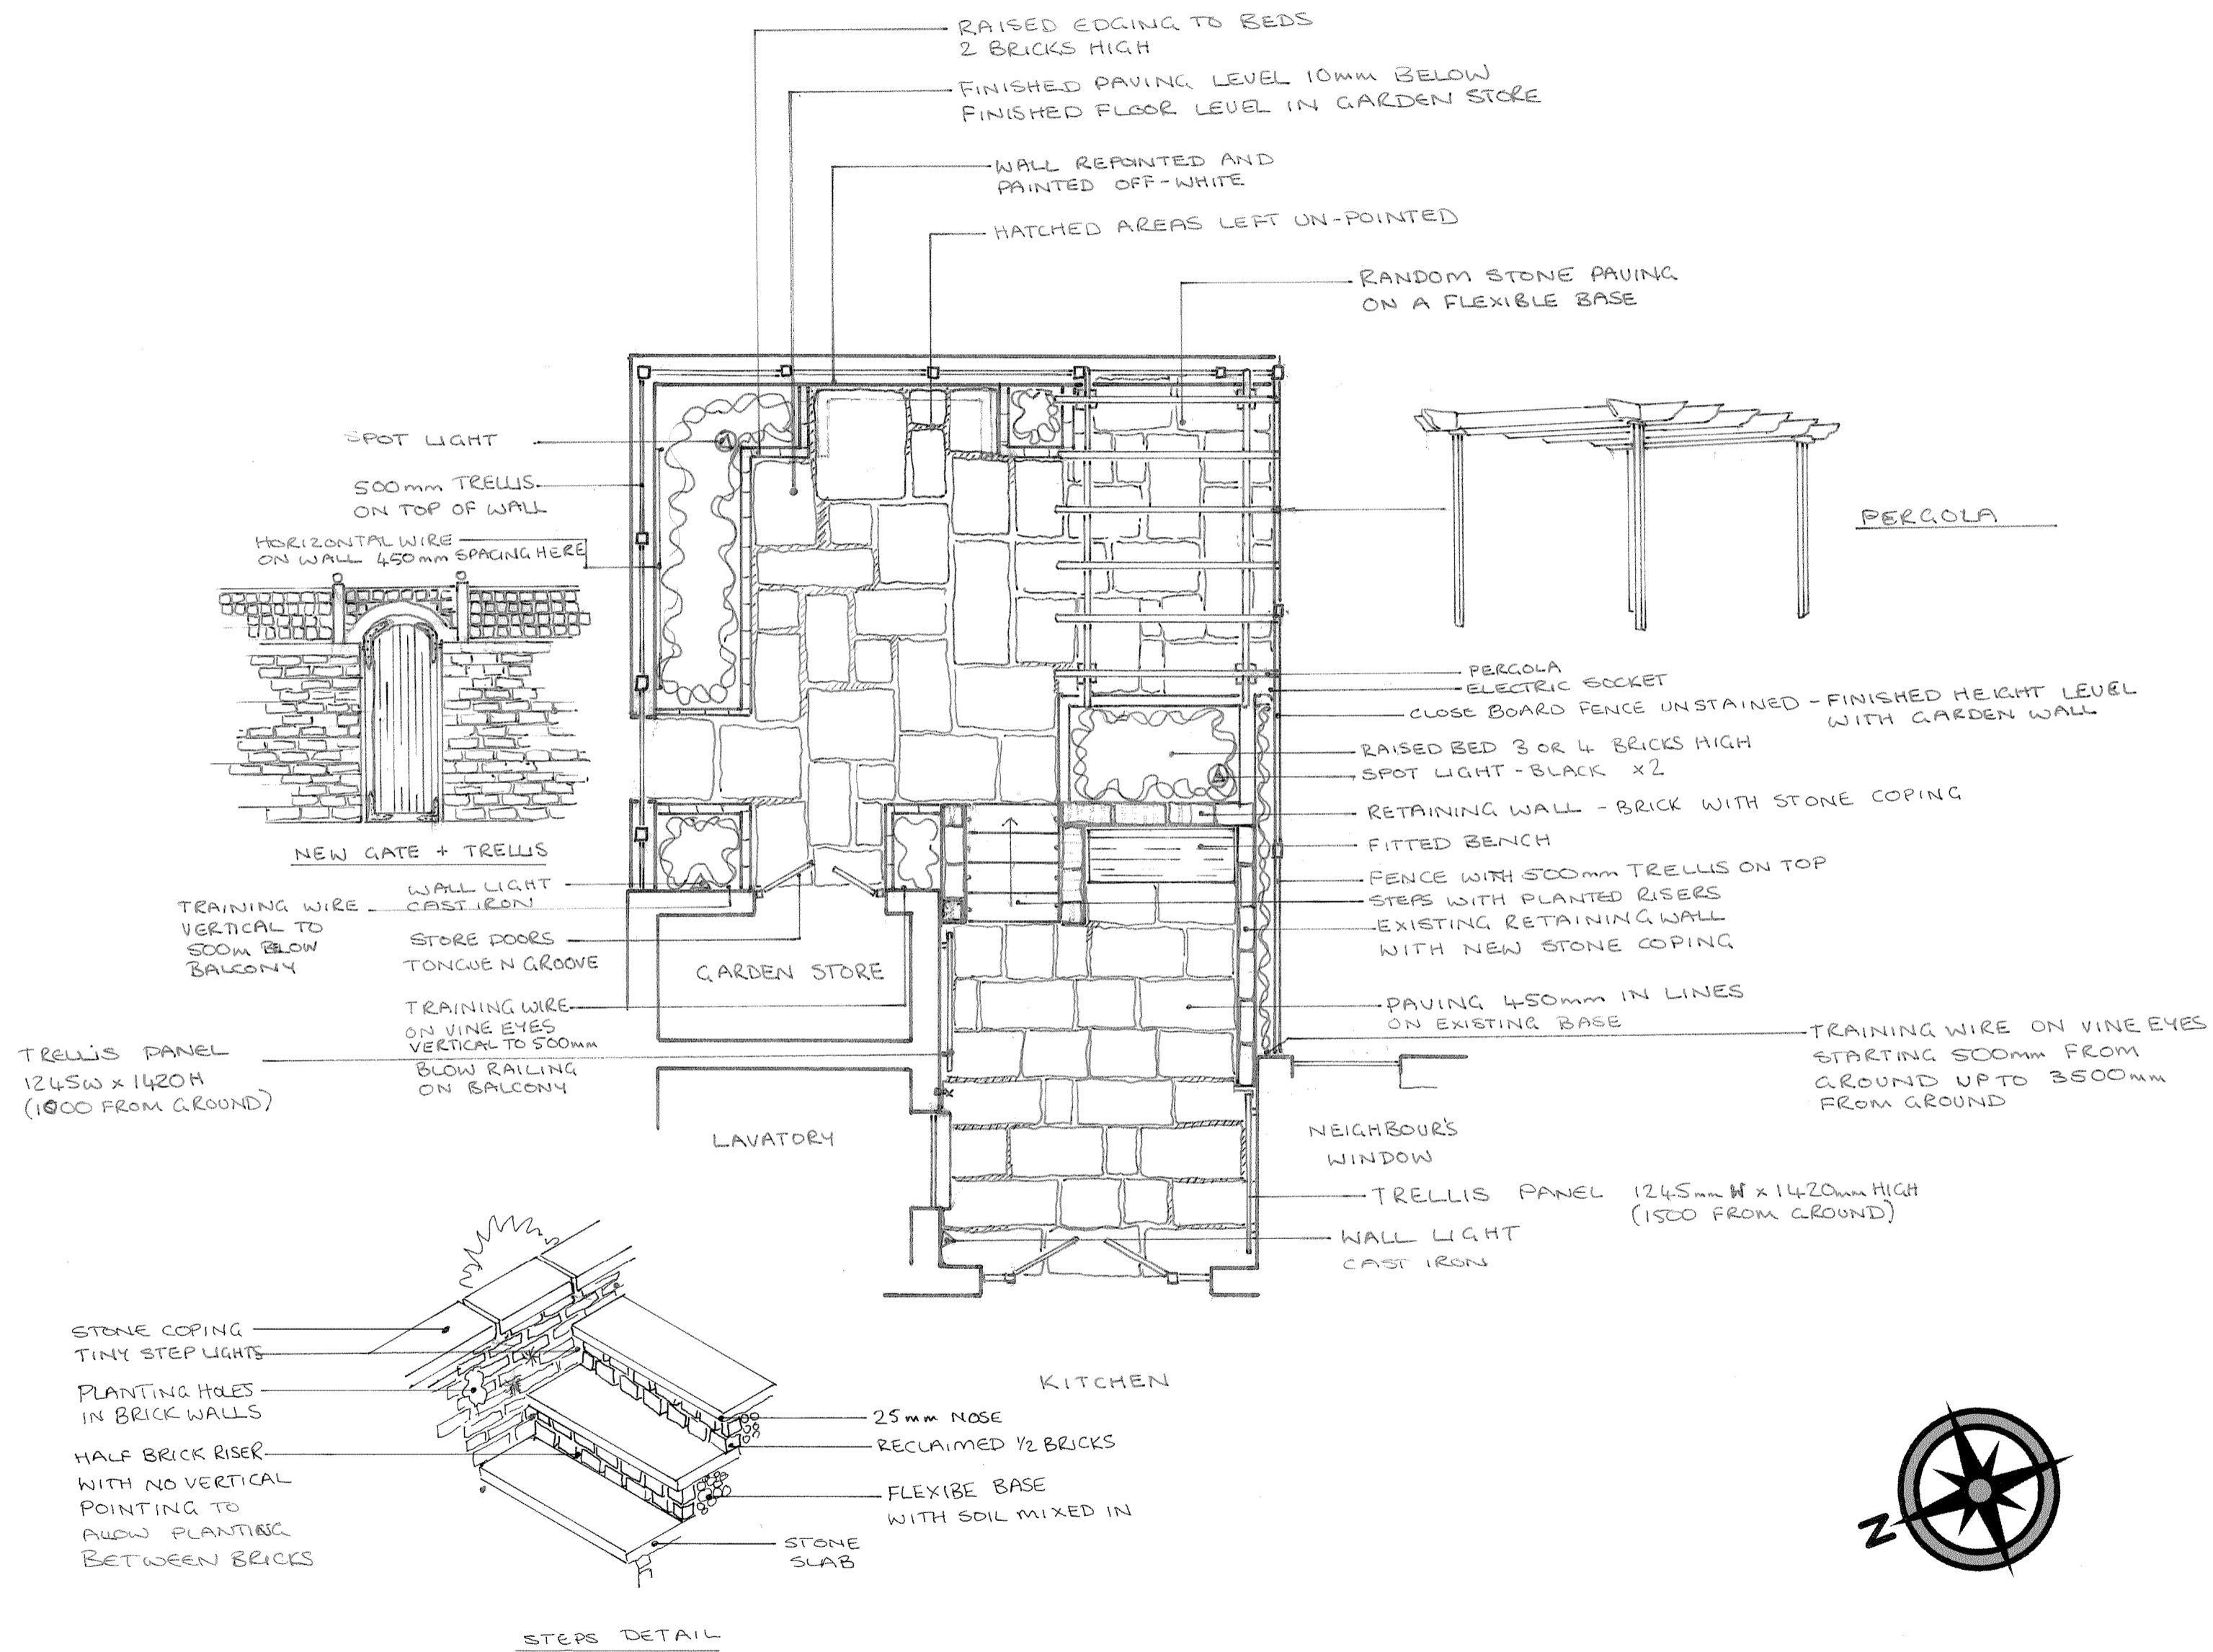 RAISED EDGING TO BEDS
2 BRICKS HIGH
FINISHED PAVING LEVEL 10mm BELOW
FINISHED FLOOR LEVEL IN GARDEN STORE
WALL REPOINTED AND
PAINTED OFF-WHITE
HATCHED AREAS LEFT UN-POINTED
RANDOM STONE PAVING
ON A FLEXIBLE BASE
SPOT LIGHT
500mm TRELLIS
ON TOP OF WALL
HORIZONTAL WIRE
ON WALL 450mm SPACING HERE
NEW GATE + TRELLIS
PERGOLA
PERGOLA
ELECTRIC SOCKET
CLOSE BOARD FENCE UNSTAINED - FINISHED HEIGHT LEVEL
WITH GARDEN WALL
RAISED BED 3 OR 4 BRICKS HIGH
SPOT LIGHT - BLACK x2
RETAINING WALL - BRICK WITH STONE COPING
FITTED BENCH
FENCE WITH 500mm TRELLIS ON TOP
STEPS WITH PLANTED RISERS
EXISTING RETAINING WALL
WITH NEW STONE COPING
PAVING 450mm IN LINES
ON EXISTING BASE
TRAINING WIRE ON VINE EYES
STARTING 500mm FROM
GROUND UP TO 3500mm
FROM GROUND
WALL LIGHT
CAST IRON
TRAINING WIRE
VERTICAL TO
500m BELOW
BALCONY
STORE DOORS
TONGUE N GROOVE
GARDEN STORE
TRAINING WIRE
ON VINE EYES
VERTICAL TO 500mm
BLOW RAILING
ON BALCONY
TRELLIS PANEL
1245W x 1420H
(1000 FROM GROUND)
LAVATORY
NEIGHBOUR'S
WINDOW
TRELLIS PANEL 1245mm W x 1420mm HIGH
(1500 FROM GROUND)
WALL LIGHT
CAST IRON
KITCHEN
STONE COPING
TINY STEP LIGHTS
PLANTING HOLES
IN BRICK WALLS
HALF BRICK RISER
WITH NO VERTICAL
POINTING TO
ALLOW PLANTING
BETWEEN BRICKS
25mm NOSE
RECLAIMED 1/2 BRICKS
FLEXIBE BASE
WITH SOIL MIXED IN
STONE
SLAB
STEPS DETAIL
N